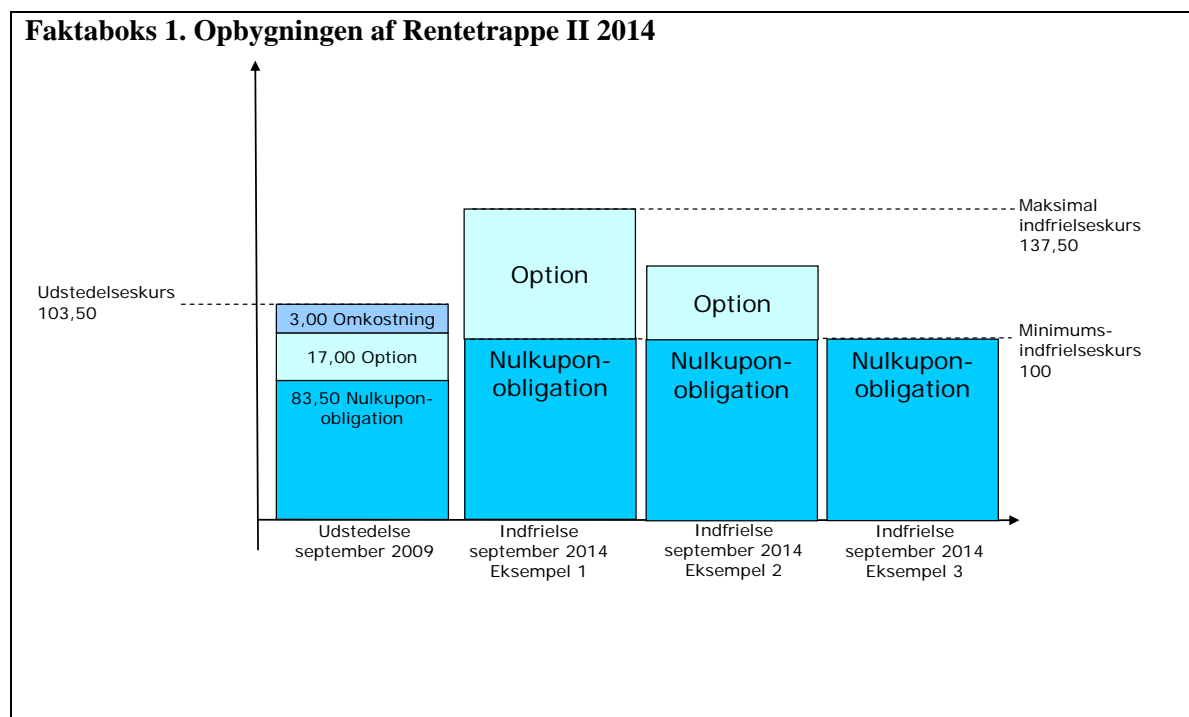 Faktaboks 1. Opbygningen af Rentetrappe II 2014
Maksimal
indfrielseskurs
137,50
Udstedelseskurs
103,50
Option
Option
3,00 Omkostning
17,00 Option
83,50 Nulkupon-
obligation
Nulkupon-
obligation
Nulkupon-
obligation
Nulkupon-
obligation
Minimums-
indfrielseskurs
100
Udstedelse
september 2009
Indfrielse
september 2014
Eksempel 1
Indfrielse
september 2014
Eksempel 2
Indfrielse
september 2014
Eksempel 3